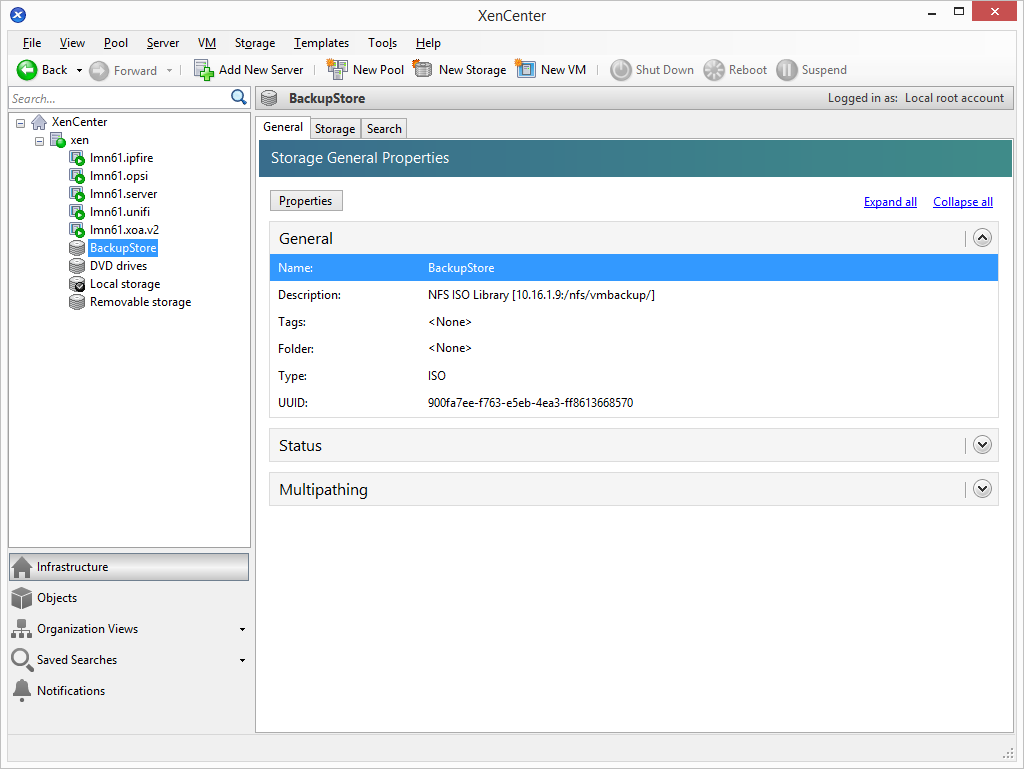 XenCenter
File View Pool Server VM Storage Templates Tools Help
Back Forward Add New Server New Pool New Storage New VM Shut Down Reboot Suspend
Search...
BackupStore Logged in as: Local root account
XenCenter
xen
lmn61.ipfire
lmn61.opsi
lmn61.server
lmn61.unifi
lmn61.xoa.v2
BackupStore
DVD drives
Local storage
Removable storage
Infrastructure
Objects
Organization Views
Saved Searches
Notifications
General Storage Search
Storage General Properties
Properties Expand all Collapse all
General
Name: BackupStore
Description: NFS ISO Library [10.16.1.9:/nfs/vmbackup/]
Tags: <None>
Folder: <None>
Type: ISO
UUID: 900fa7ee-f763-e5eb-4ea3-ff8613668570
Status
Multipathing